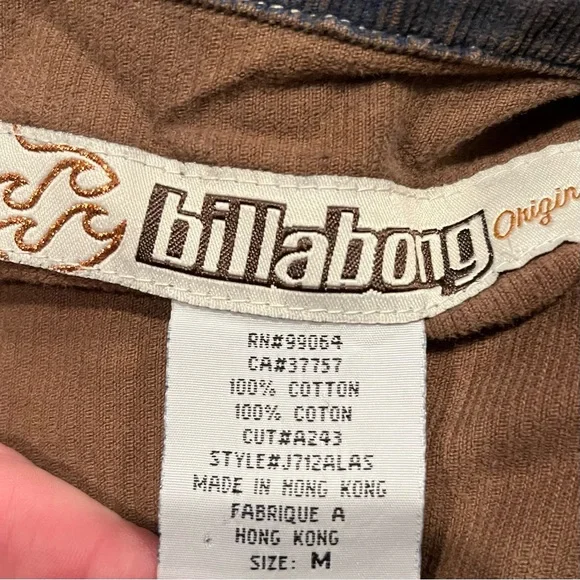 billabong
RN#99064
CA#37757
100% COTTON
100% COTON
CUT#A243
STYLE#J712ALAS
MADE IN HONG KONG
FABRIQUE A
HONG KONG
SIZE: M